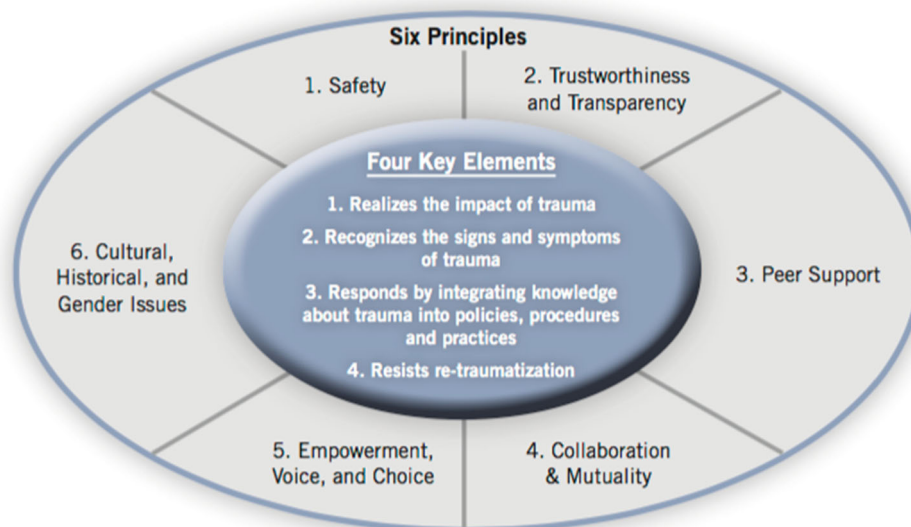 Six Principles
1. Safety
2. Trustworthiness
and Transparency
Four Key Elements
1. Realizes the impact of trauma
2. Recognizes the signs and symptoms
of trauma
3. Responds by integrating knowledge
about trauma into policies, procedures
and practices
4. Resists re-traumatization
3. Peer Support
4. Collaboration
& Mutuality
5. Empowerment,
Voice, and Choice
6. Cultural,
Historical, and
Gender Issues